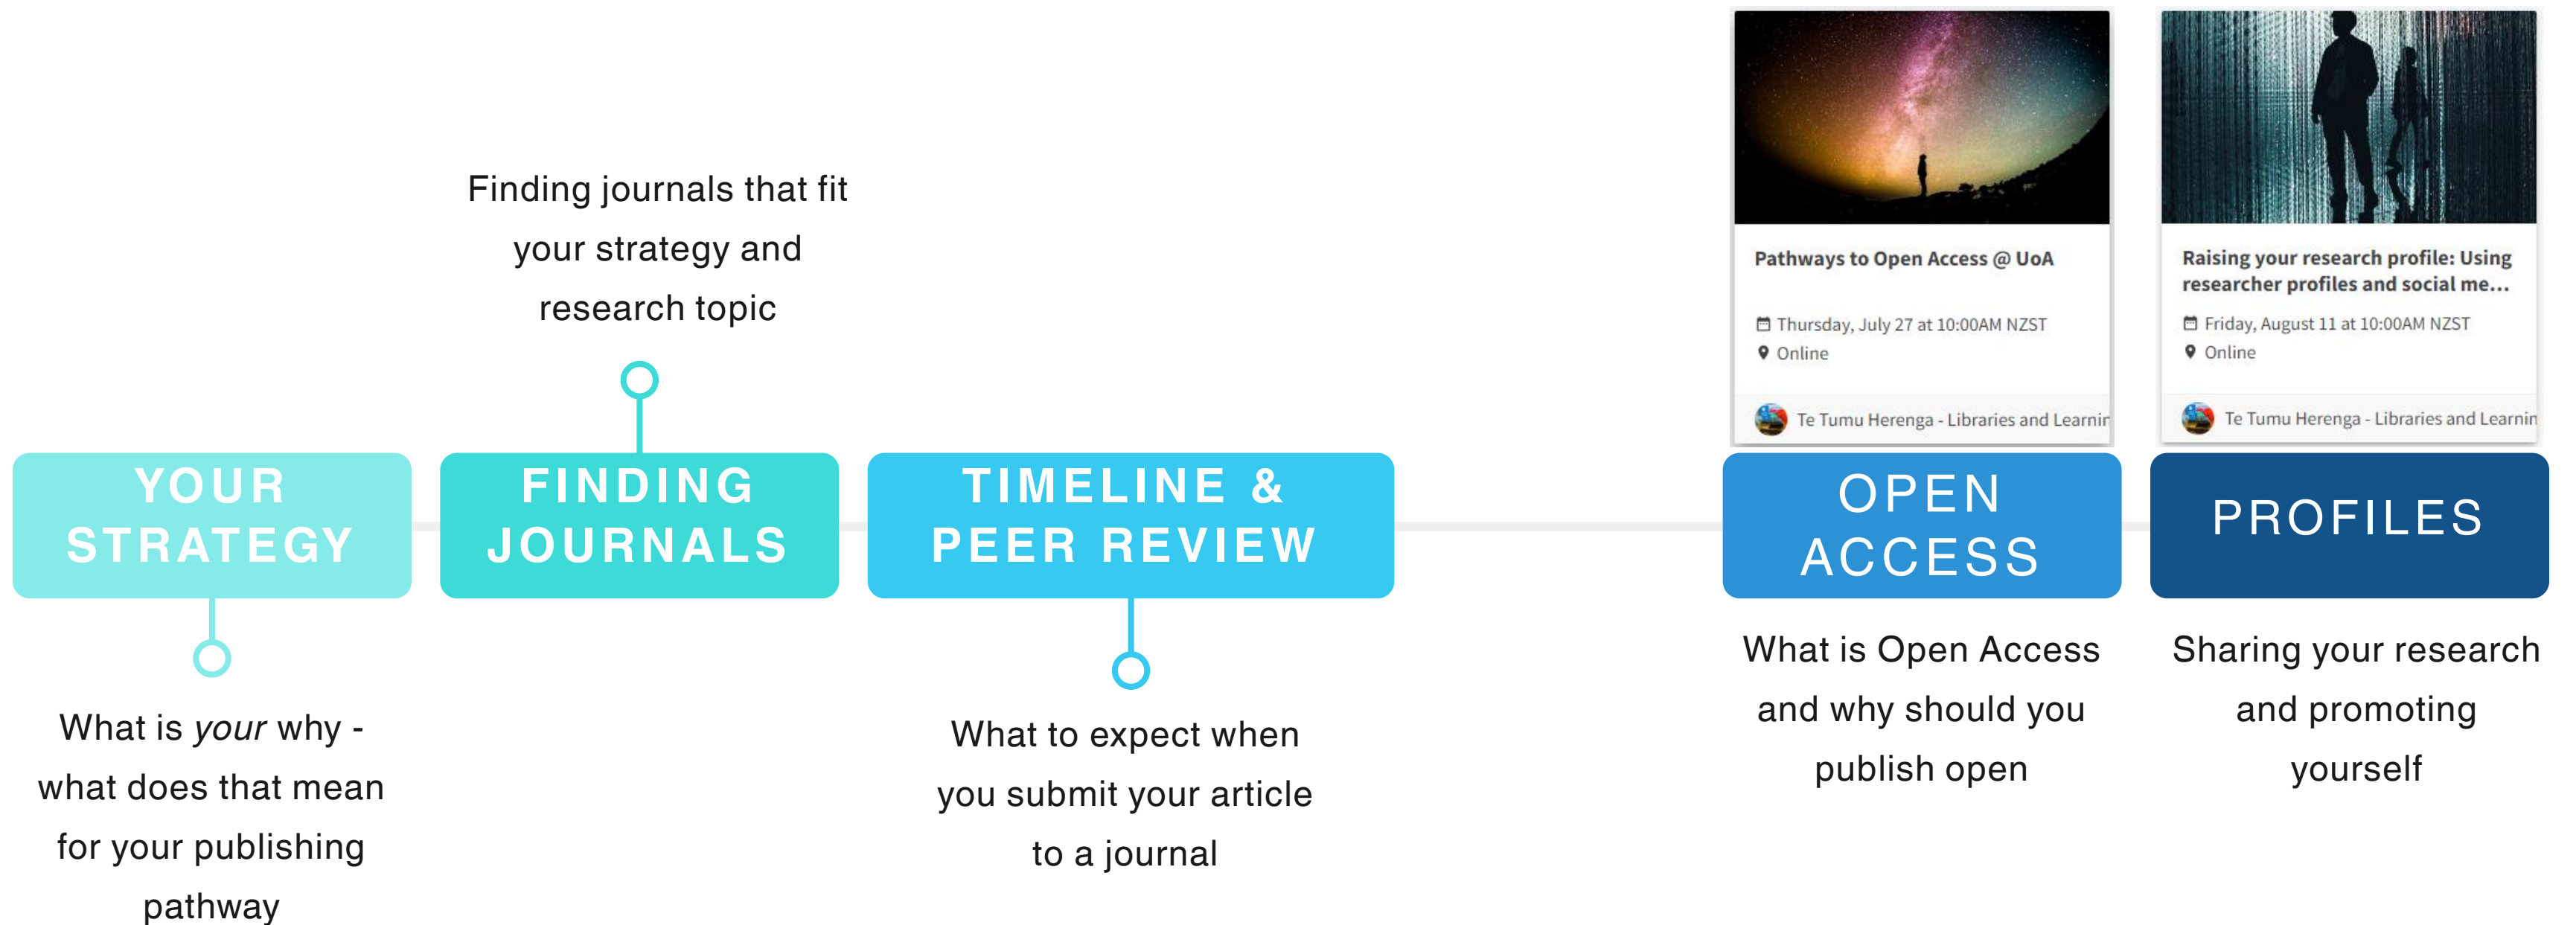 YOUR
STRATEGY
What is your why -
what does that mean
for your publishing
pathway
Finding journals that fit
your strategy and
research topic
FINDING
JOURNALS
TIMELINE &
PEER REVIEW
What to expect when
you submit your article
to a journal
Pathways to Open Access @ UoA
Thursday, July 27 at 10:00AM NZST
Online
Te Tumu Herenga - Libraries and Learnin
OPEN
ACCESS
What is Open Access
and why should you
publish open
Raising your research profile: Using
researcher profiles and social me...
Friday, August 11 at 10:00AM NZST
Online
Te Tumu Herenga - Libraries and Learnin
PROFILES
Sharing your research
and promoting
yourself